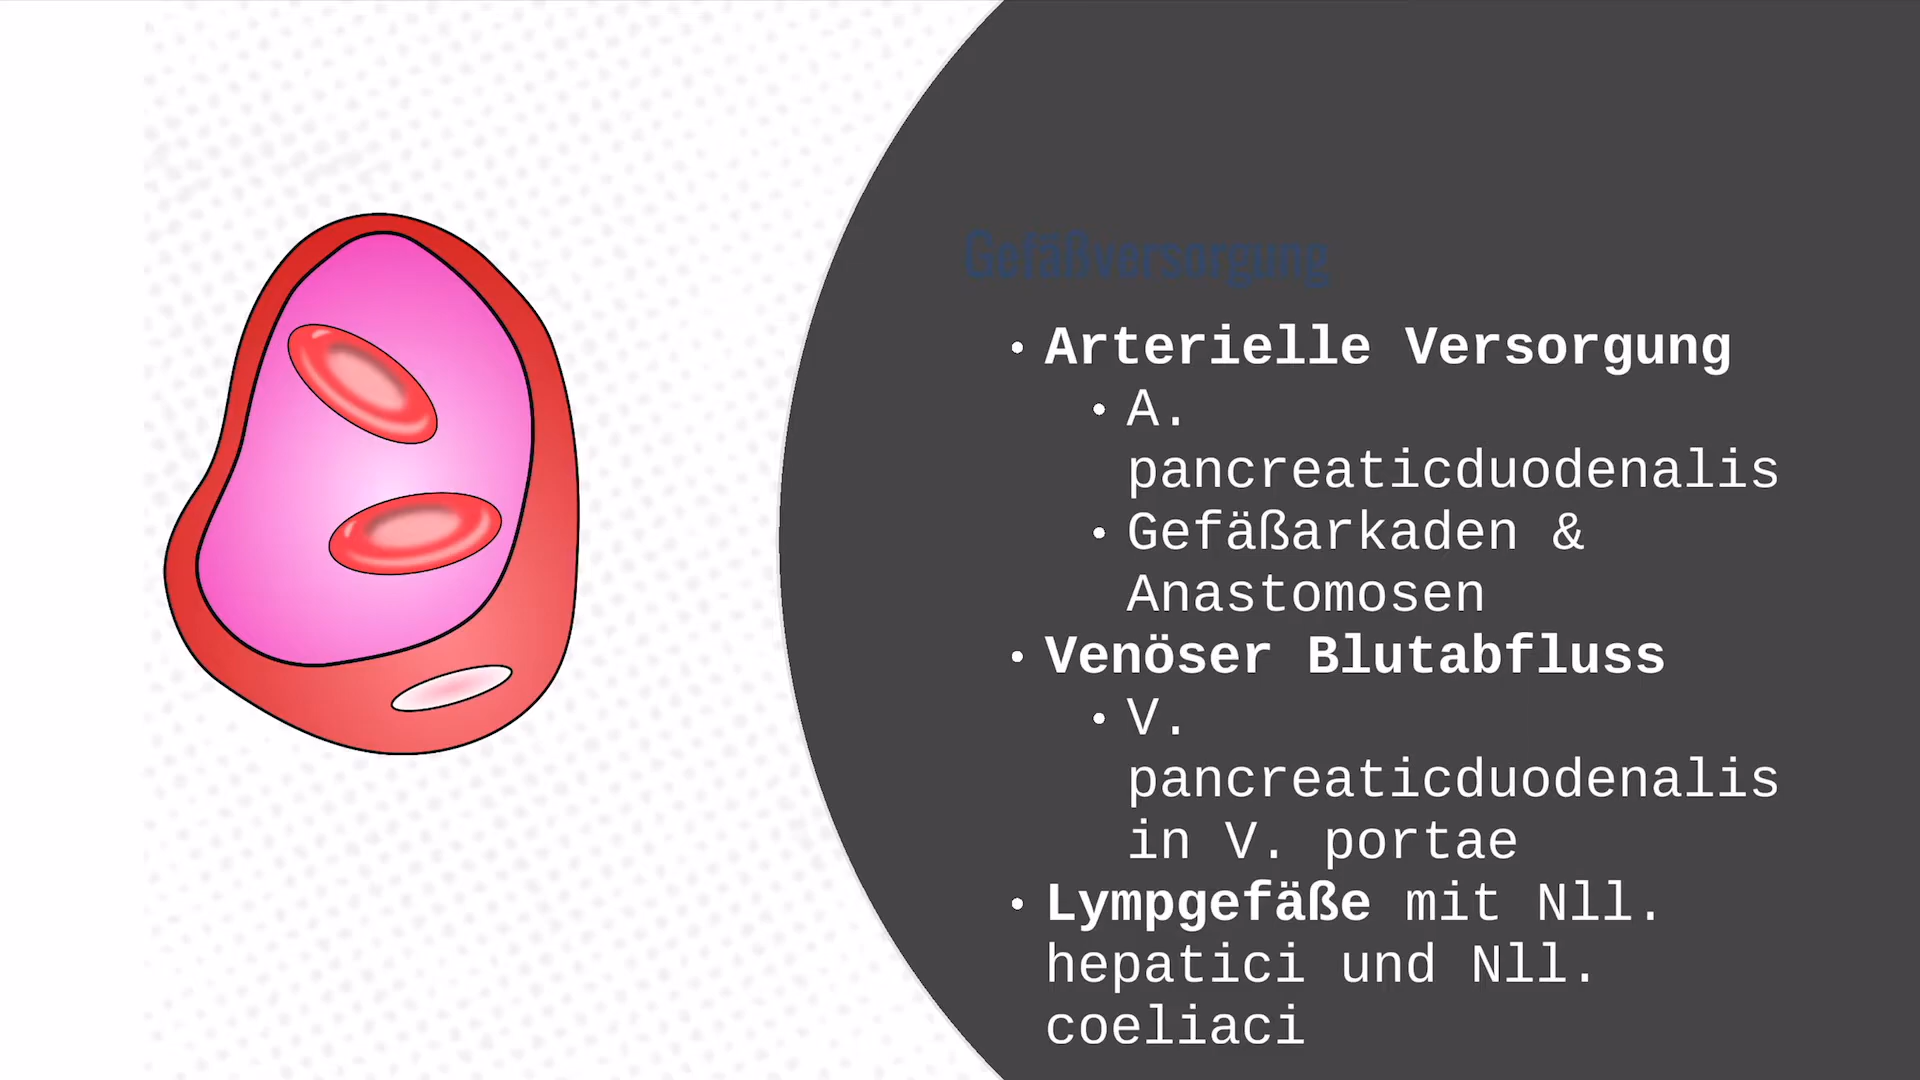 Gefäßversorgung
• Arterielle Versorgung
• A.
pancreaticduodenalis
• Gefäßarkaden &
Anastomosen
• Venöser Blutabfluss
• V.
pancreaticduodenalis
in V. portae
• Lympgefäße mit Nll.
hepatici und Nll.
coeliaci